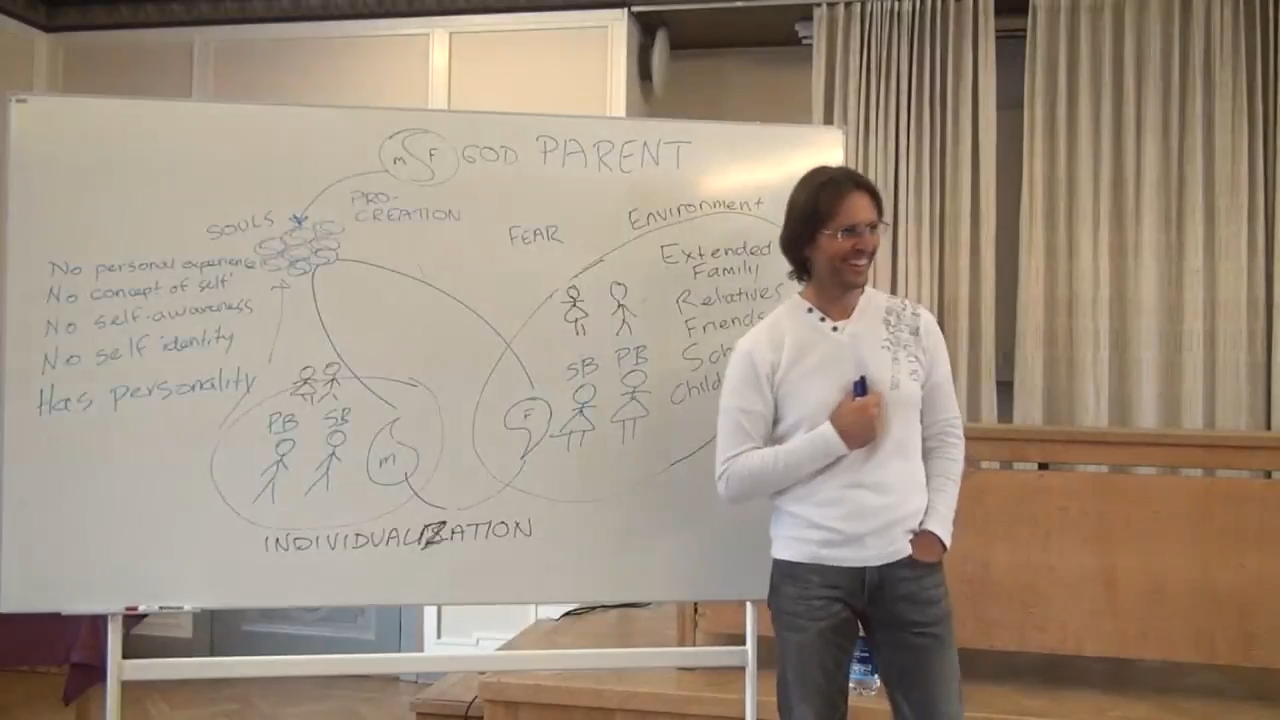 M F GOD PARENT
PRO-
CREATION
SOULS
No personal experience
No concept of self
No self-awareness
No self identity
Has personality
PB SB
M
INDIVIDUALIZATION
FEAR
Environment
Extended
Family
Relatives
Friends
Sch
Child
SB PB
F